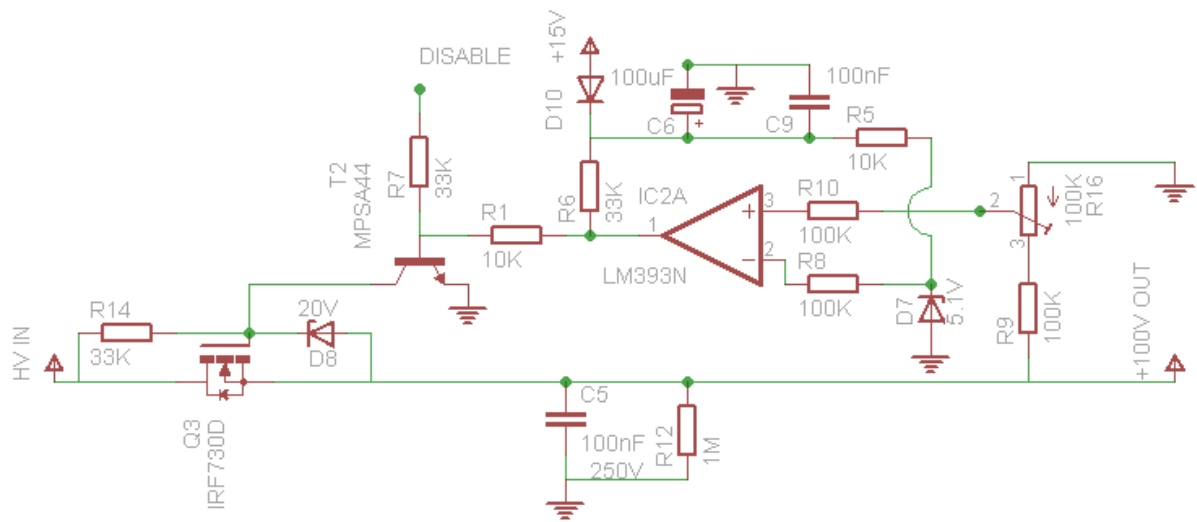 DISABLE
+15V
D10
100uF
C6
+
100nF
C9
R5
10K
T2
MPSA44
R7
33K
R1
10K
R6
33K
IC2A
1
+
3
-
2
LM393N
R10
100K
R8
100K
1
2
3
100K
R16
D7
5.1V
R9
100K
+100V OUT
R14
33K
20V
D8
HV IN
Q3
IRF730D
C5
100nF
250V
R12
1M